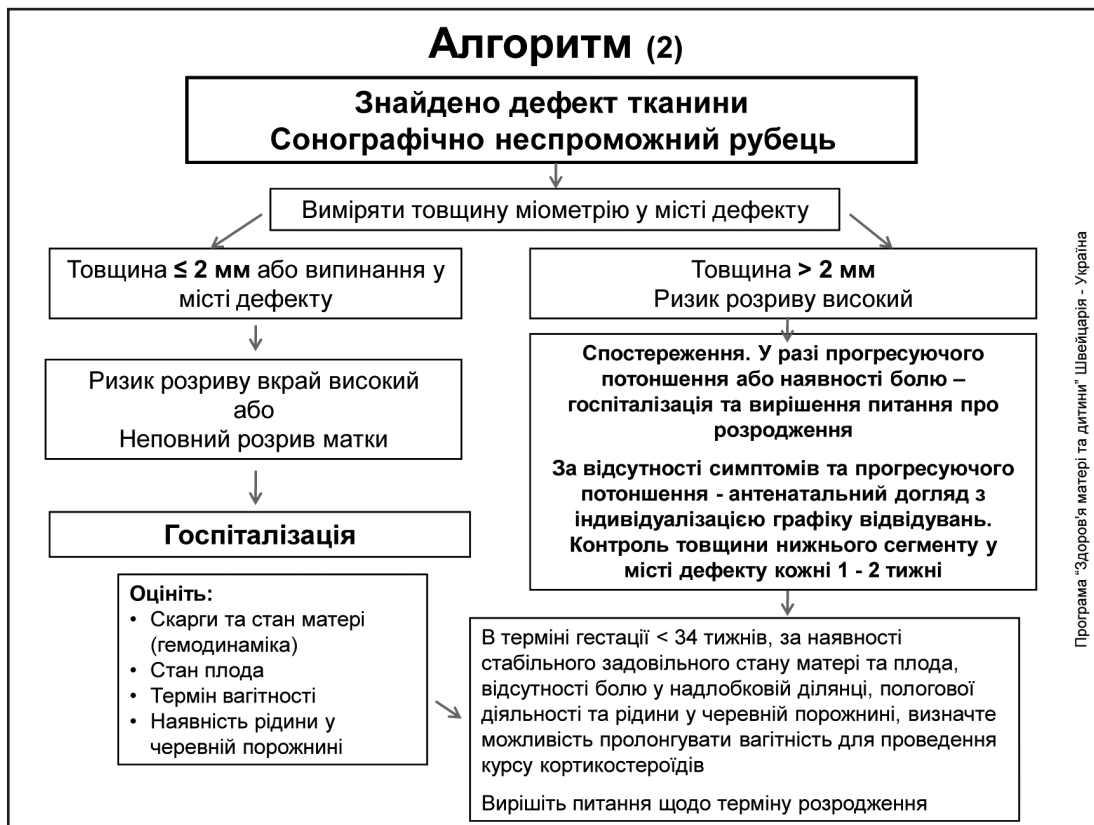 Алгоритм (2)
Знайдено дефект тканини
Сонографічно неспроможний рубець
Виміряти товщину міометрію у місті дефекту
Товщина ≤ 2 мм або випинання у
місті дефекту
Товщина > 2 мм
Ризик розриву високий
Ризик розриву вкрай високий
або
Неповний розрив матки
Спостереження. У разі прогресуючого
потоншення або наявності болю –
госпіталізація та вирішення питання про
розродження
За відсутності симптомів та прогресуючого
потоншення - антенатальний догляд з
індивідуалізацією графіку відвідувань.
Контроль товщини нижнього сегменту у
місті дефекту кожні 1 - 2 тижні
Госпіталізація
Оцініть:
• Скарги та стан матері
(гемодинаміка)
• Стан плода
• Термін вагітності
• Наявність рідини у
черевній порожнині
В терміні гестації < 34 тижнів, за наявності
стабільного задовільного стану матері та плода,
відсутності болю у надлобковій ділянці, пологової
діяльності та рідини у черевній порожнині, визначте
можливість пролонгувати вагітність для проведення
курсу кортикостероїдів
Вирішіть питання щодо терміну розродження
Програма “Здоров'я матері та дитини” Швейцарія - Україна